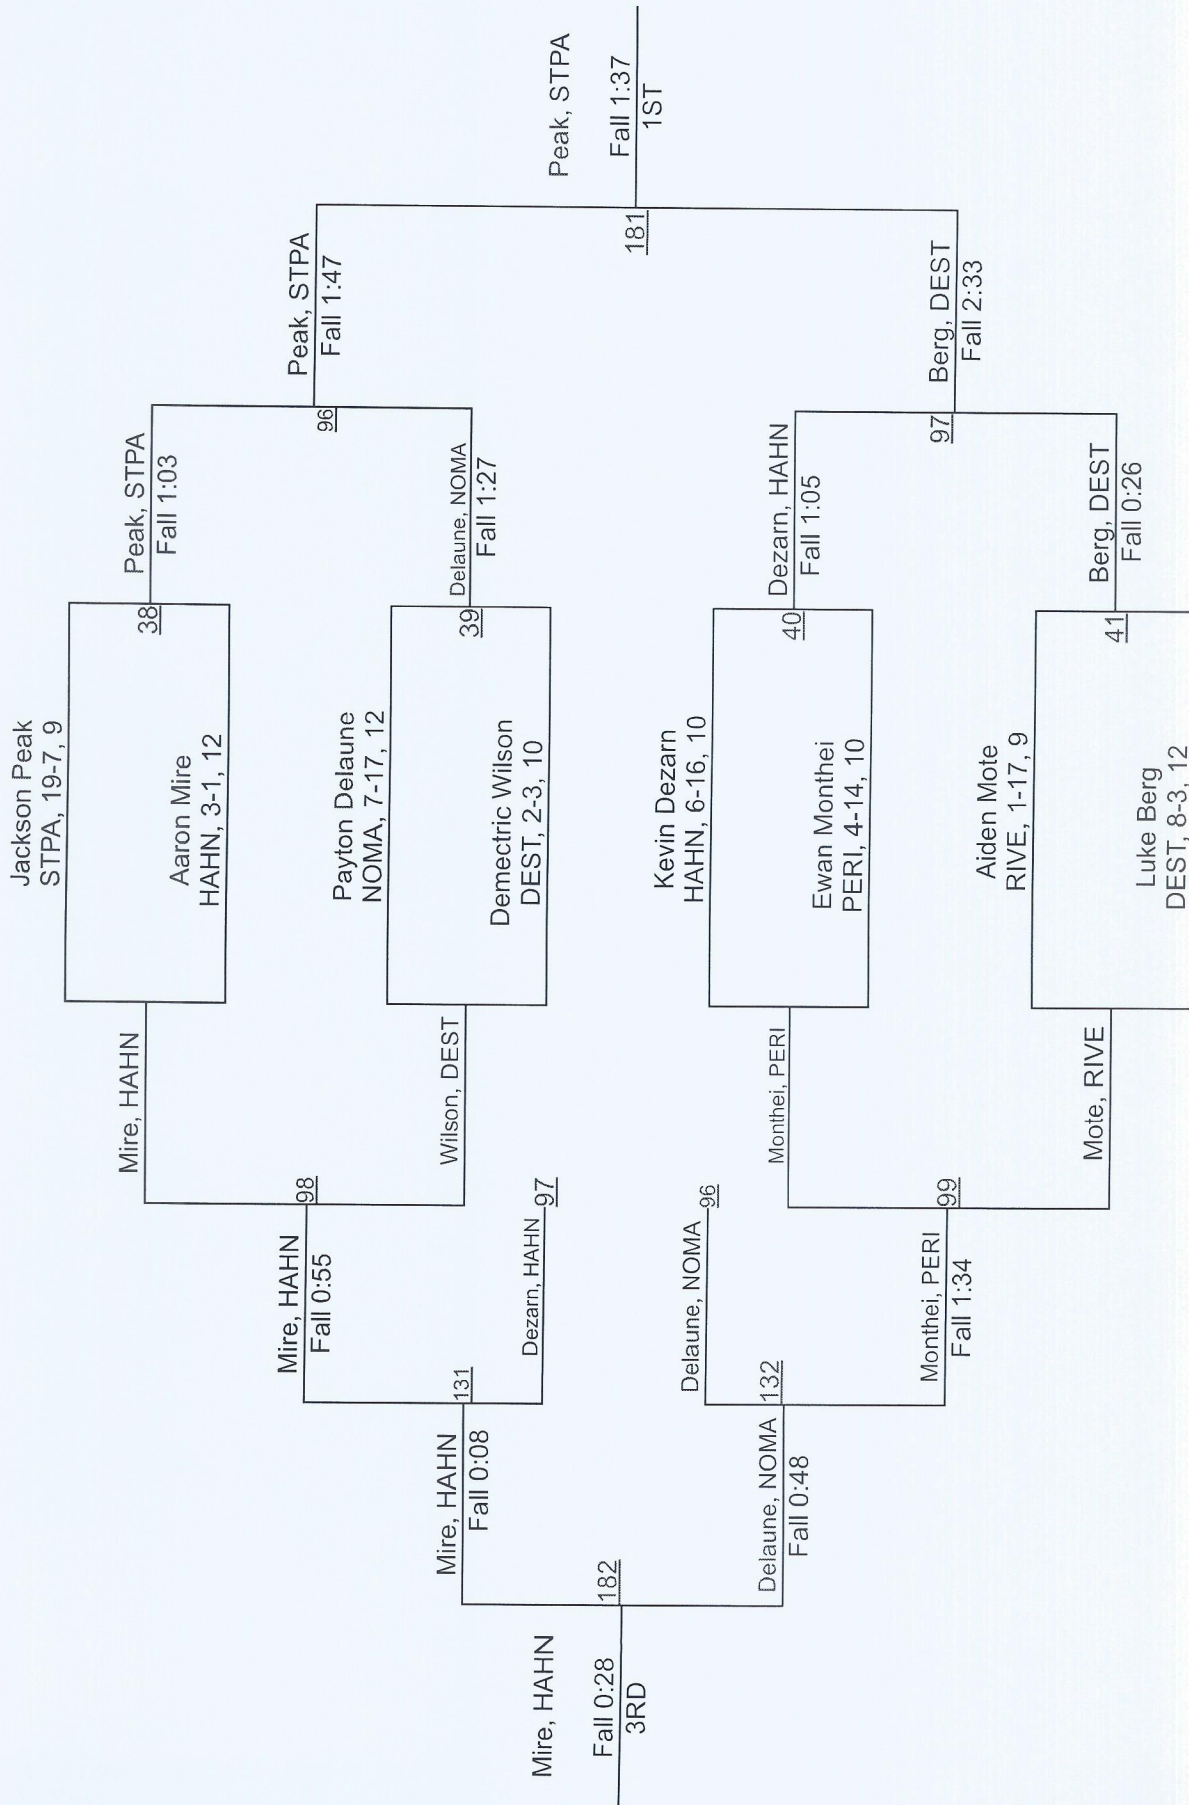 Jackson Peak
STPA, 19-7, 9
38
Aaron Mire
HAHN, 3-1, 12
Payton Delaune
NOMA, 7-17, 12
39
Demectric Wilson
DEST, 2-3, 10
Kevin Dezarn
HAHN, 6-16, 10
40
Ewan Monthei
PERI, 4-14, 10
Aiden Mote
RIVE, 1-17, 9
41
Luke Berg
DEST, 8-3, 12
Peak, STPA
Fall 1:03
96
Delaune, NOMA
Fall 1:27
Dezarn, HAHN
Fall 1:05
97
Berg, DEST
Fall 0:26
Peak, STPA
Fall 1:47
181
Berg, DEST
Fall 2:33
Peak, STPA
Fall 1:37
1ST
Mire, HAHN
98
Wilson, DEST
Monthei, PERI
99
Mote, RIVE
Mire, HAHN
Fall 0:55
131
Dezarn, HAHN 97
Delaune, NOMA 96
132
Monthei, PERI
Fall 1:34
Mire, HAHN
Fall 0:08
182
Delaune, NOMA
Fall 0:48
Mire, HAHN
Fall 0:28
3RD